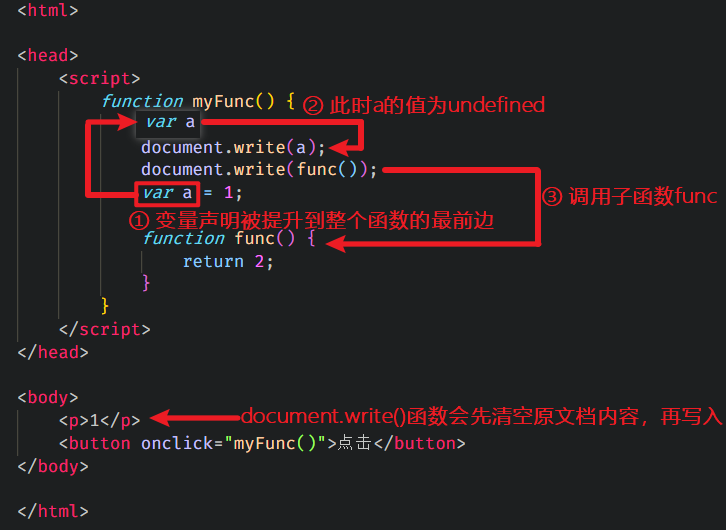 <html>
<head>
<script>
function myFunc() {
② 此时a的值为undefined
var a
document.write(a);
document.write(func());
var a = 1;
③ 调用子函数func
① 变量声明被提升到整个函数的最前边
function func() {
return 2;
}
}
</script>
</head>
<body>
<p>1</p>
document.write()函数会先清空原文档内容，再写入
<button onclick="myFunc()">点击</button>
</body>
</html>